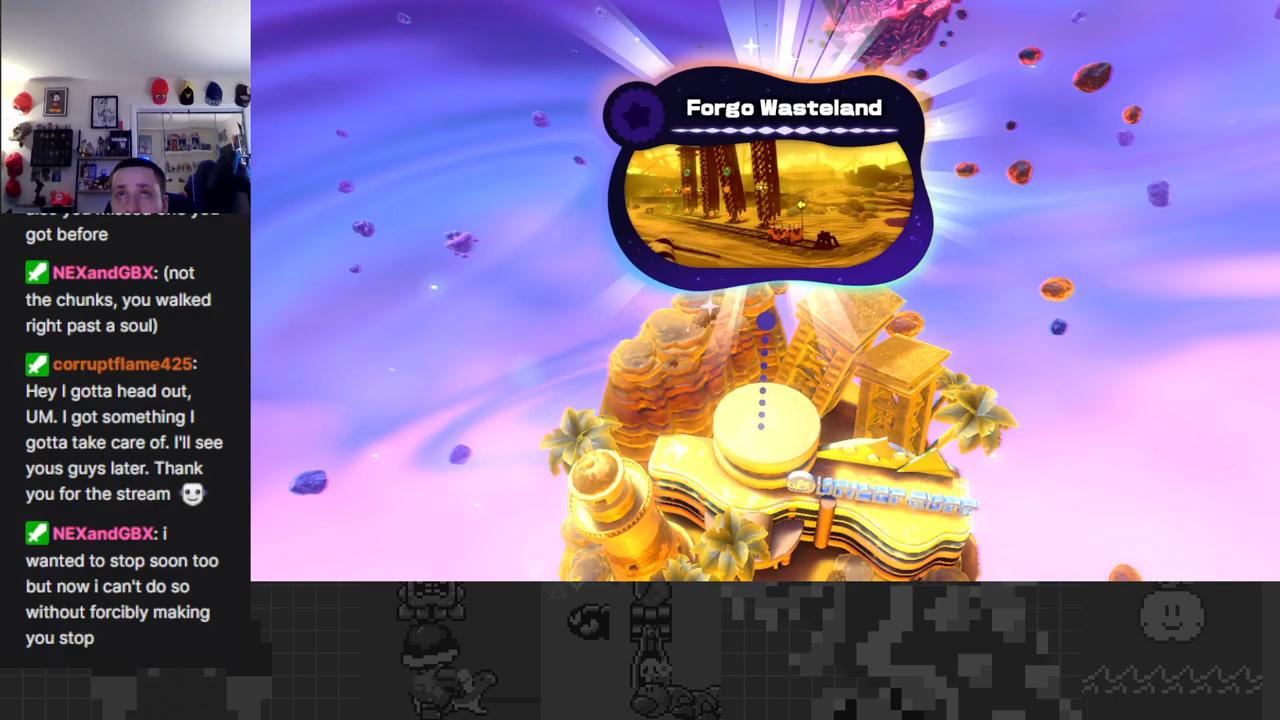 Forgo Wasteland
got before
NEXandGBX: (not
the chunks, you walked
right past a soul)
corruptflame425:
Hey I gotta head out,
UM. I got something I
gotta take care of. I'll see
yous guys later. Thank
you for the stream
NEXandGBX: i
wanted to stop soon too
but now i can't do so
without forcibly making
you stop